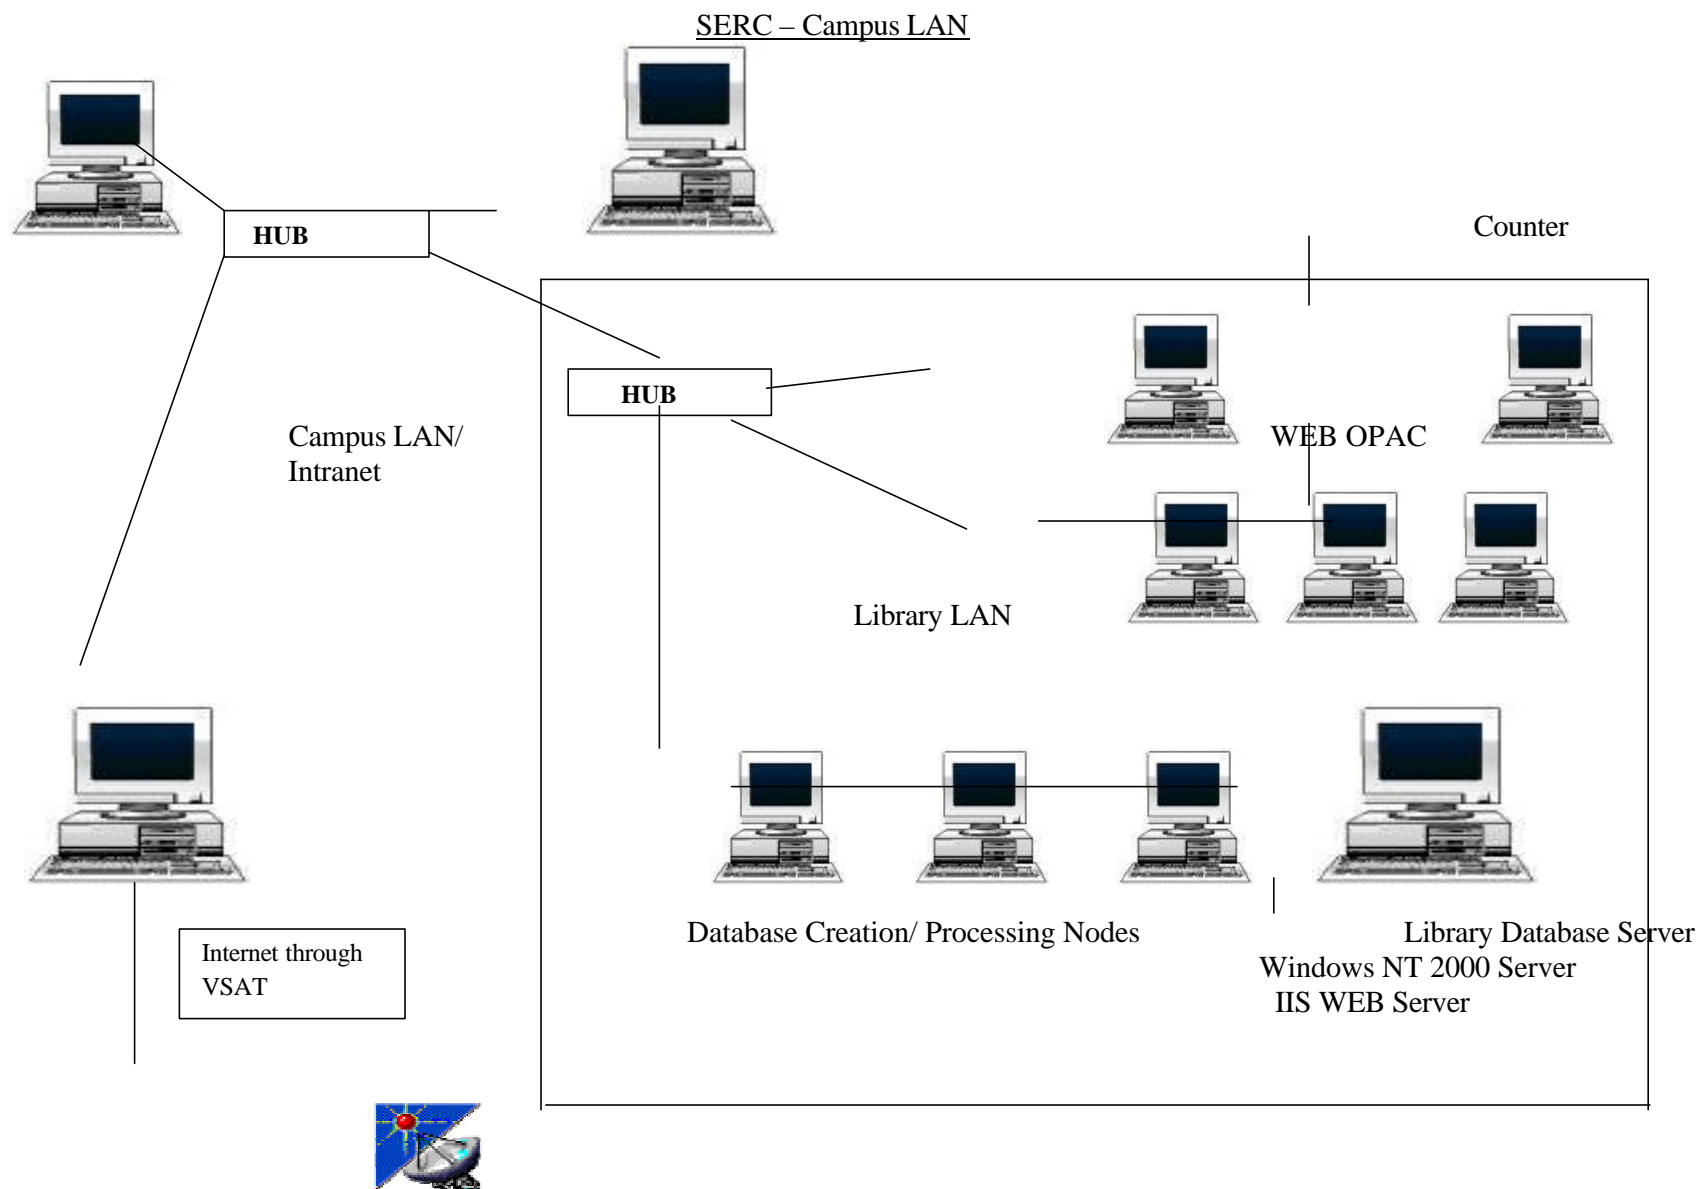 SERC – Campus LAN
HUB
Counter
HUB
Campus LAN/
Intranet
WEB OPAC
Library LAN
Database Creation/ Processing Nodes
Library Database Server
Windows NT 2000 Server
IIS WEB Server
Internet through
VSAT